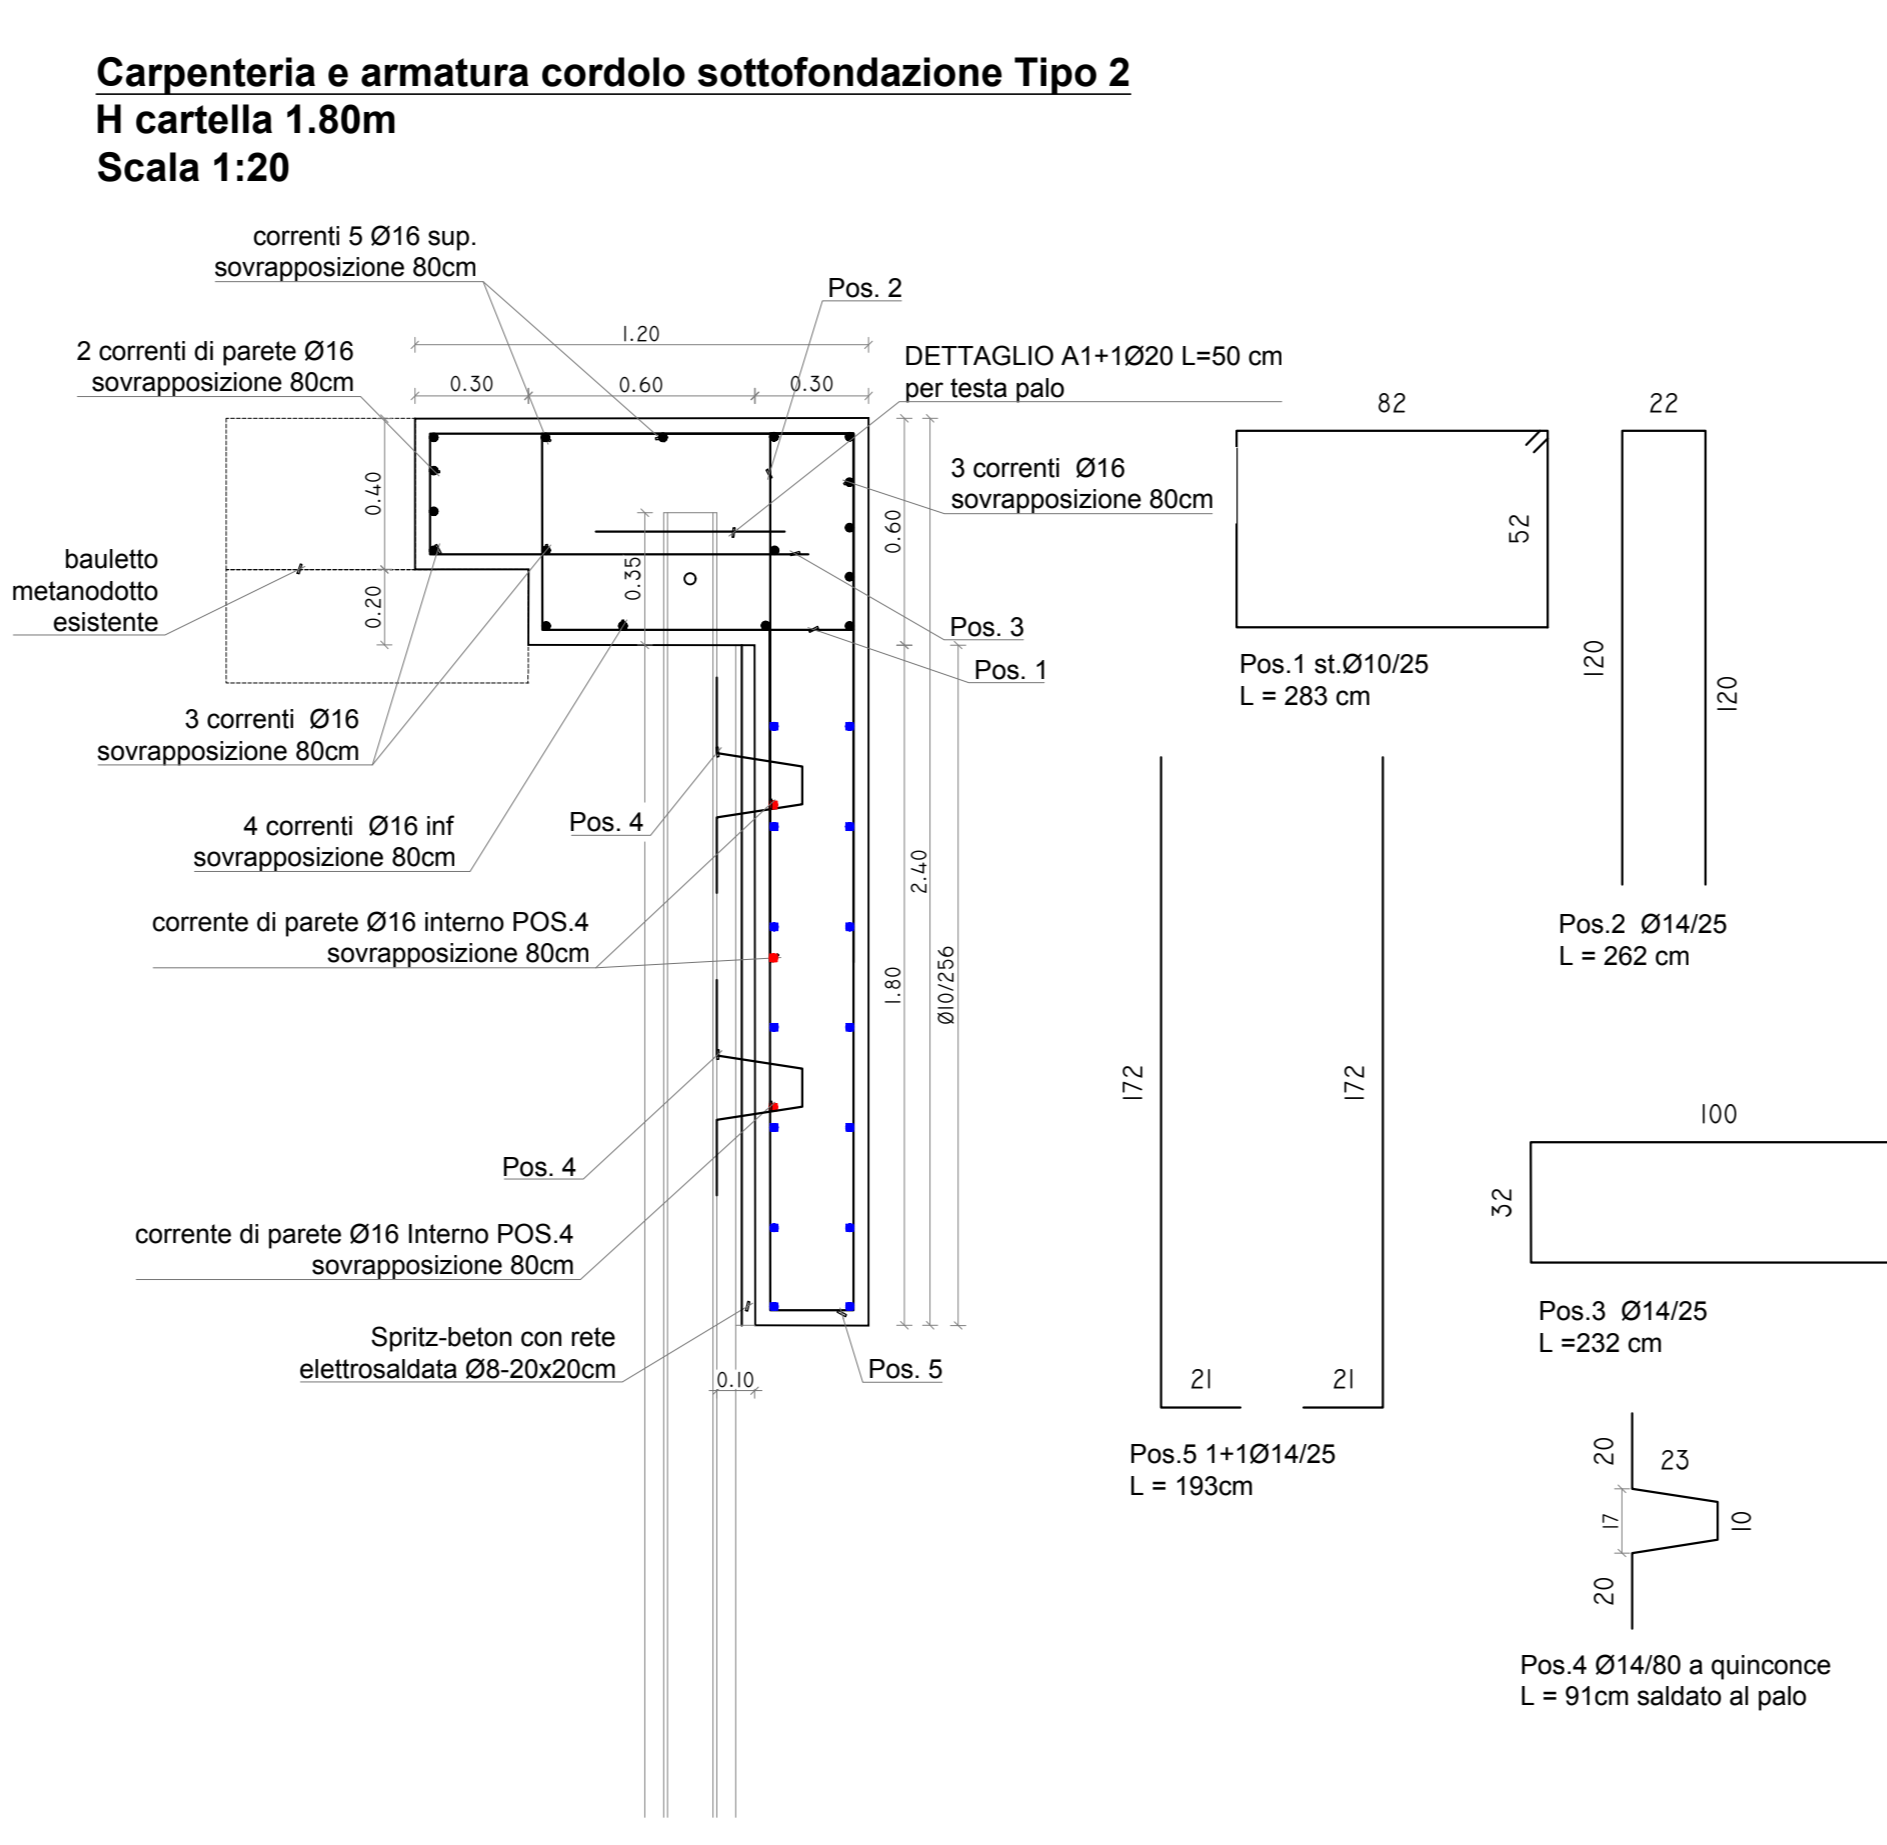 Carpenteria e armatura cordolo sottofondazione Tipo 2
H cartella 1.80m
Scala 1:20
correnti 5 Ø16 sup.
sovrapposizione 80cm
Pos. 2
1.20
2 correnti di parete Ø16
sovrapposizione 80cm
0.30
0.60
0.30
DETTAGLIO A1+1Ø20 L=50 cm
per testa palo
82
22
3 correnti Ø16
sovrapposizione 80cm
0.40
0.60
52
bauletto
metanodotto
esistente
0.35
0.20
Pos. 3
Pos. 1
Pos.1 st.Ø10/25
L = 283 cm
120
120
3 correnti Ø16
sovrapposizione 80cm
4 correnti Ø16 inf
sovrapposizione 80cm
Pos. 4
2.40
corrente di parete Ø16 interno POS.4
sovrapposizione 80cm
1.80
Ø10/256
Pos.2 Ø14/25
L = 262 cm
172
172
100
32
Pos. 4
corrente di parete Ø16 Interno POS.4
sovrapposizione 80cm
Spritz-beton con rete
elettrosaldata Ø8-20x20cm
0.10
Pos. 5
21
21
Pos.3 Ø14/25
L =232 cm
Pos.5 1+1Ø14/25
L = 193cm
20
23
17
10
20
Pos.4 Ø14/80 a quinconce
L = 91cm saldato al palo